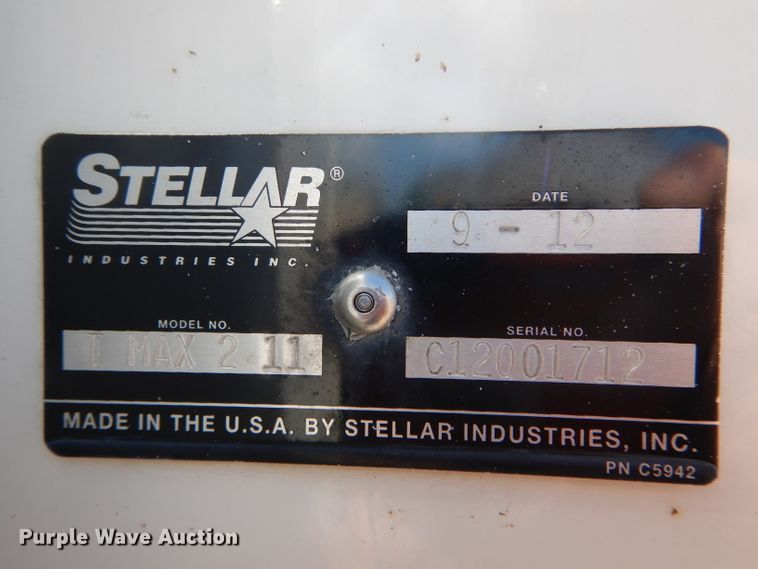 STELLAR®
INDUSTRIES INC.
DATE
9 - 12
MODEL NO.
T MAX 2 11
SERIAL NO.
C12001712
MADE IN THE U.S.A. BY STELLAR INDUSTRIES, INC.
PN C5942
Purple Wave Auction